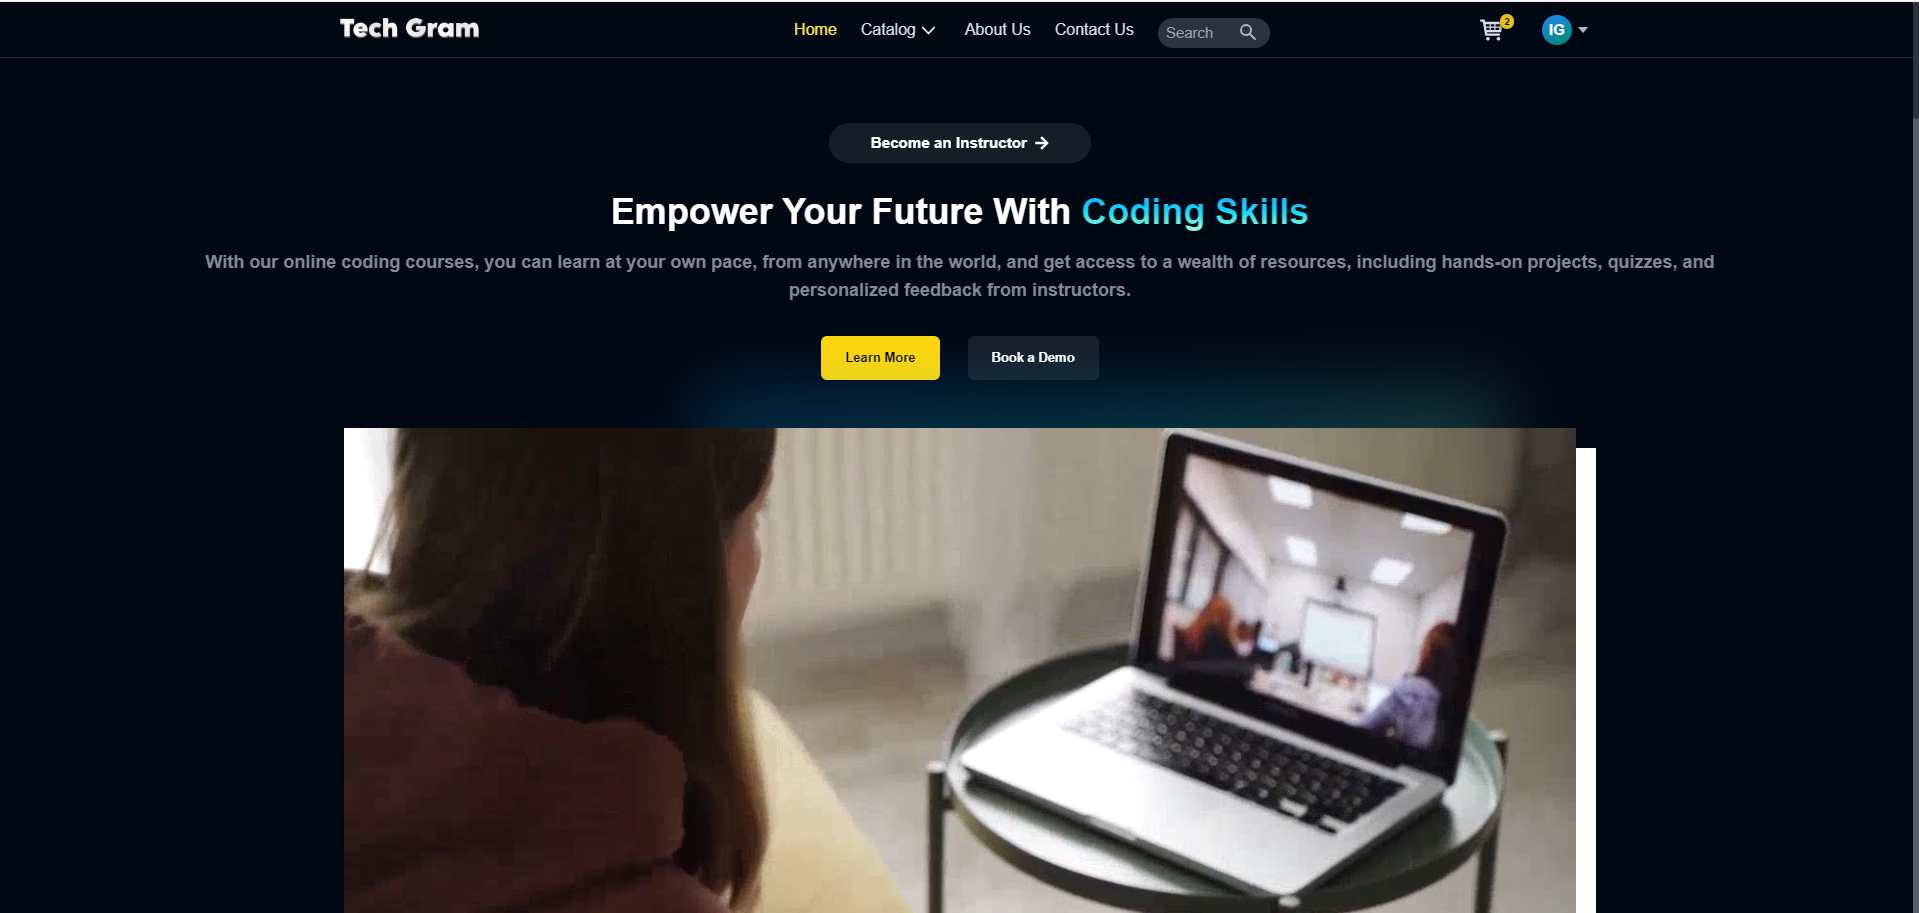 Tech Gram
Home Catalog About Us Contact Us Search 2 IG
Become an Instructor →
Empower Your Future With Coding Skills
With our online coding courses, you can learn at your own pace, from anywhere in the world, and get access to a wealth of resources, including hands-on projects, quizzes, and
personalized feedback from instructors.
Learn More Book a Demo